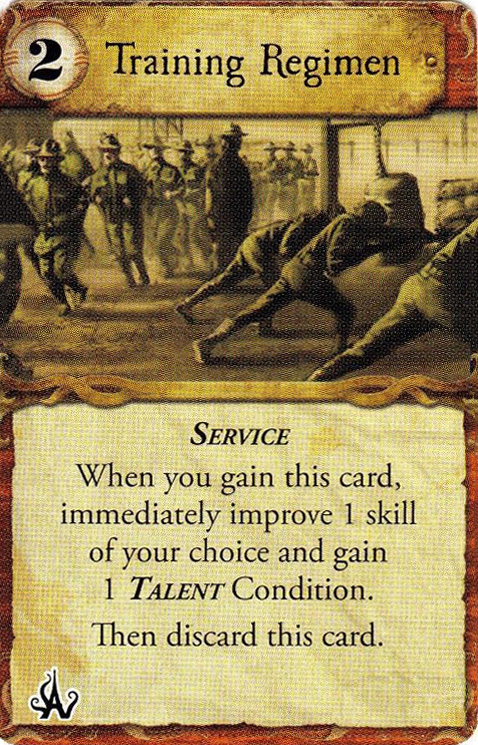 2
Training Regimen
SERVICE
When you gain this card,
immediately improve 1 skill
of your choice and gain
1 TALENT Condition.
Then discard this card.